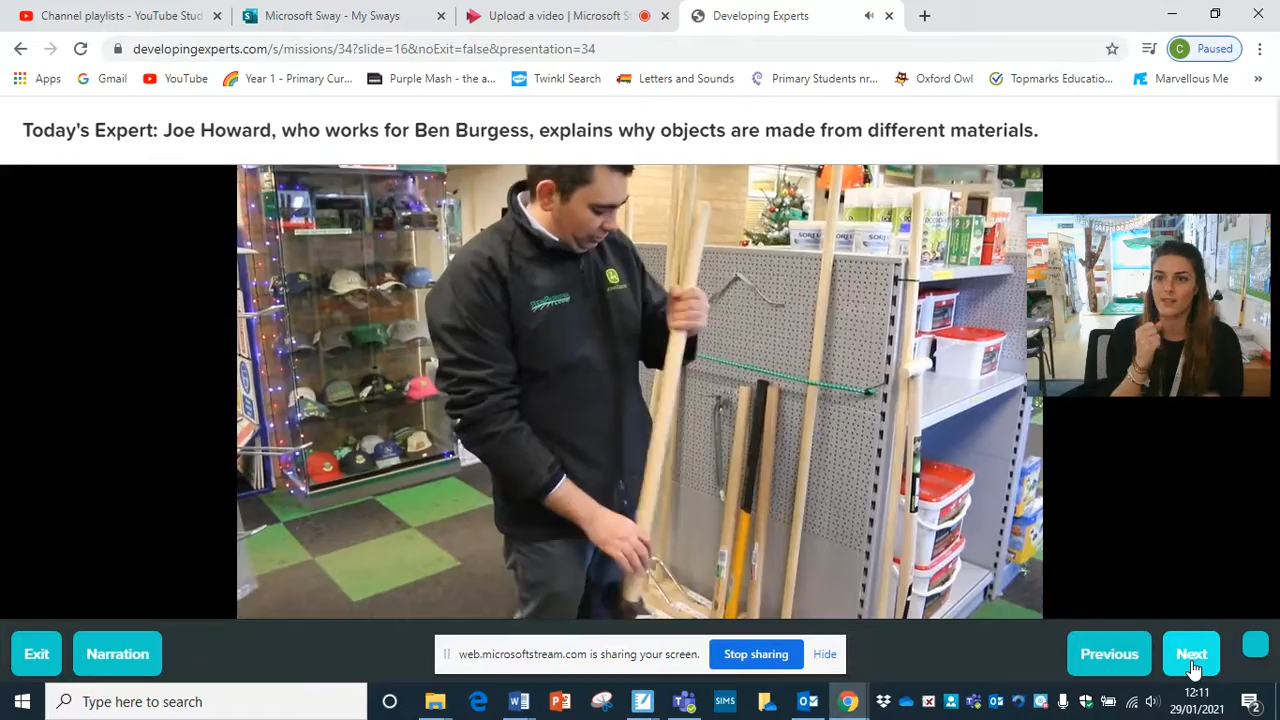 Channel playlists - YouTube Stud
Microsoft Sway - My Sways
Upload a video | Microsoft St
Developing Experts
developingexperts.com/s/missions/34?slide=16&noExit=false&presentation=34
C Paused
Apps
Gmail
YouTube
Year 1 - Primary Cur...
Purple Mash - the a...
Twinkl Search
Letters and Sounds
Primary Students nr...
Oxford Owl
Topmarks Educatio...
Marvellous Me
Today's Expert: Joe Howard, who works for Ben Burgess, explains why objects are made from different materials.
Exit
Narration
web.microsoftstream.com is sharing your screen.
Stop sharing
Hide
Previous
Next
Type here to search
SIMS
12:11
29/01/2021
2